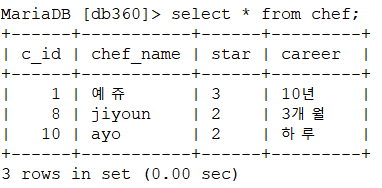 MariaDB [db360]> select * from chef;
+------+-----------+------+--------+
| c_id | chef_name | star | career |
+------+-----------+------+--------+
| 1 | 예 쥬 | 3 | 10년 |
| 8 | jiyoun | 2 | 3개 월 |
| 10 | ayo | 2 | 하 루 |
+------+-----------+------+--------+
3 rows in set (0.00 sec)